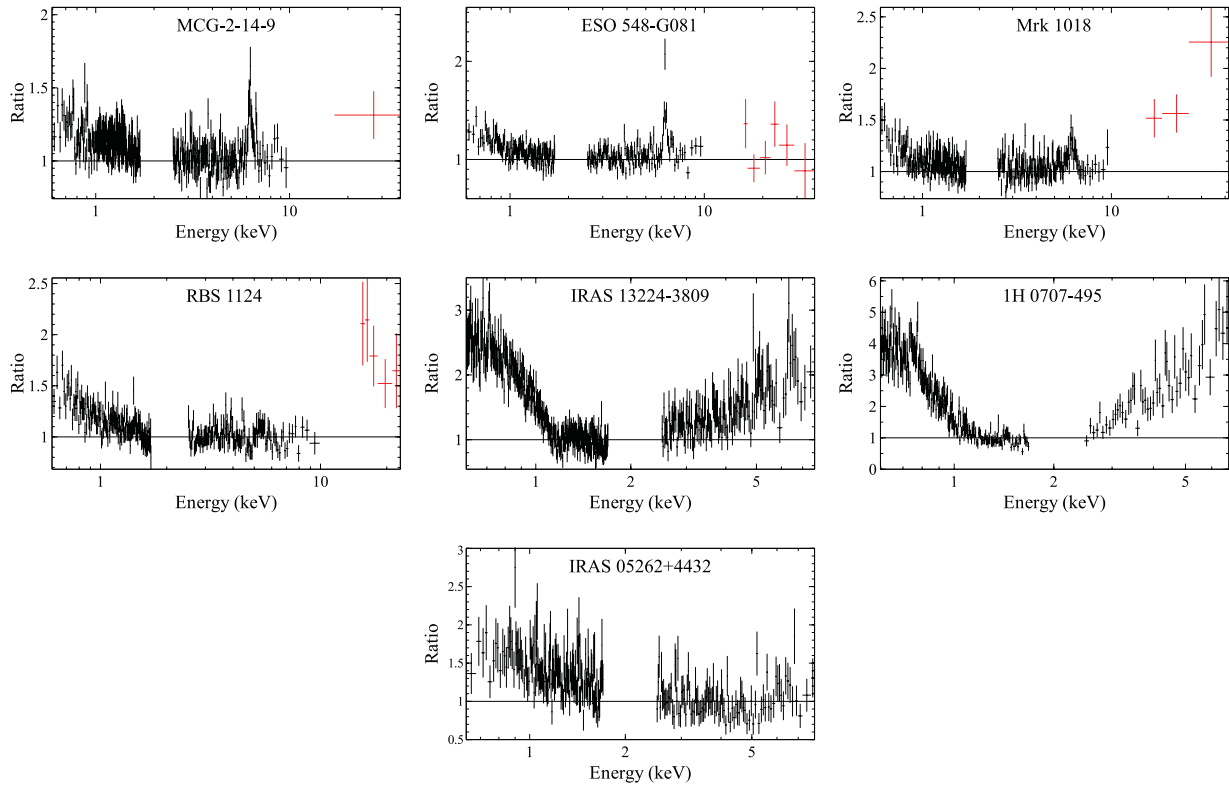 MCG-2-14-9
Ratio
2
1.5
1
1
10
Energy (keV)
ESO 548-G081
Ratio
2
1
1
10
Energy (keV)
Mrk 1018
Ratio
2.5
2
1.5
1
1
10
Energy (keV)
RBS 1124
Ratio
2.5
2
1.5
1
1
10
Energy (keV)
IRAS 13224-3809
Ratio
3
2
1
1
2
5
Energy (keV)
1H 0707-495
Ratio
6
5
4
3
2
1
0
1
2
5
Energy (keV)
IRAS 05262+4432
Ratio
3
2.5
2
1.5
1
0.5
1
2
5
Energy (keV)